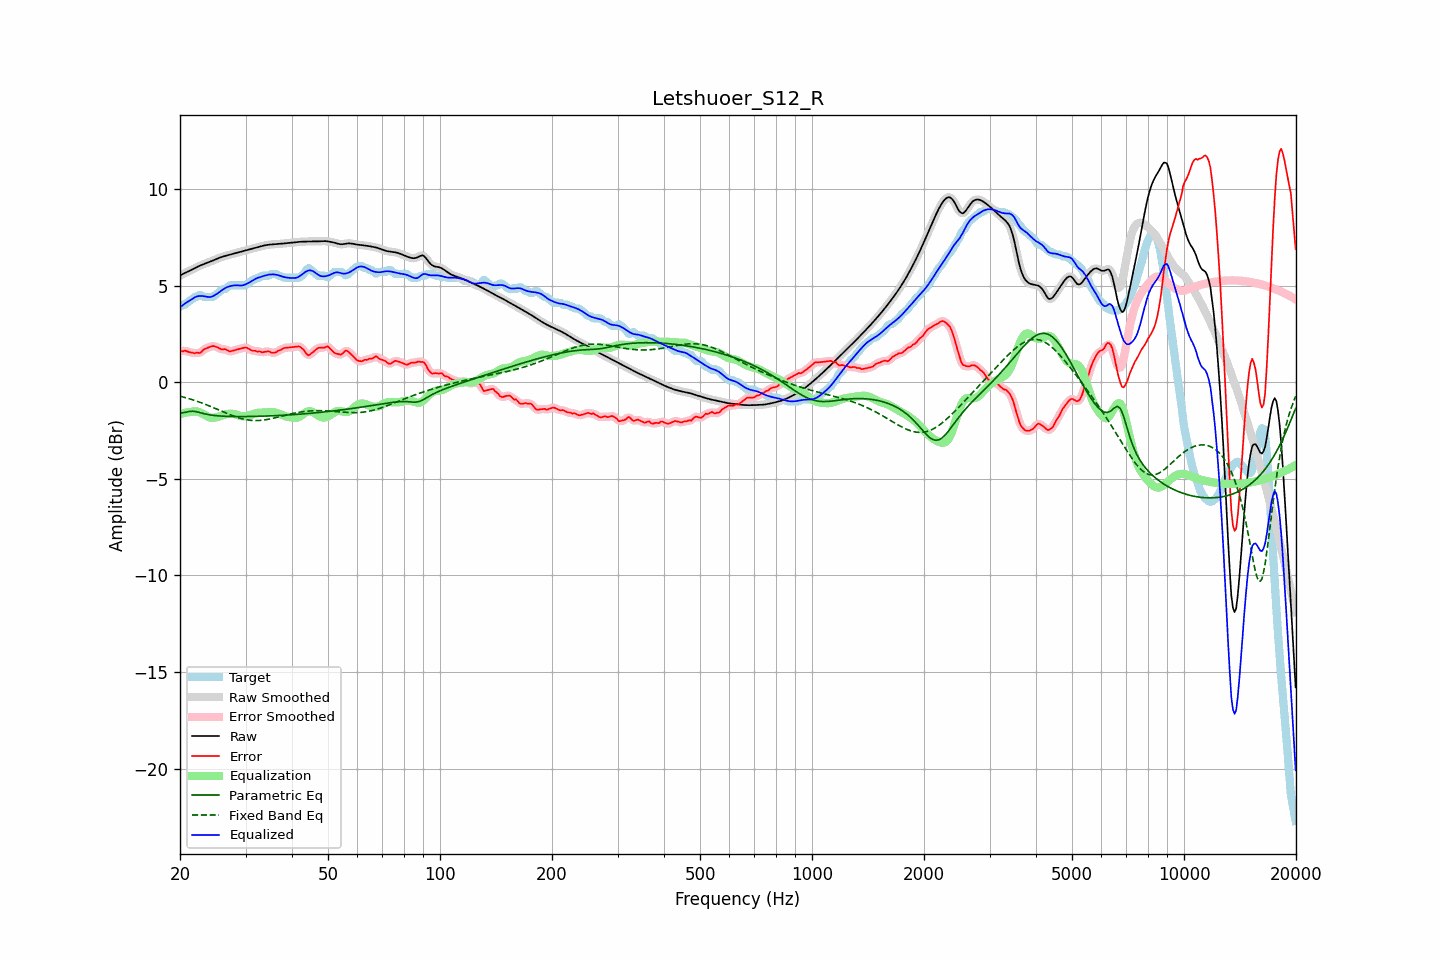 Letshuoer_S12_R
Amplitude (dBr)
10
5
0
−5
−10
−15
−20
Target
Raw Smoothed
Error Smoothed
Raw
Error
Equalization
Parametric Eq
Fixed Band Eq
Equalized
20 50 100 200 500 1000 2000 5000 10000 20000
Frequency (Hz)